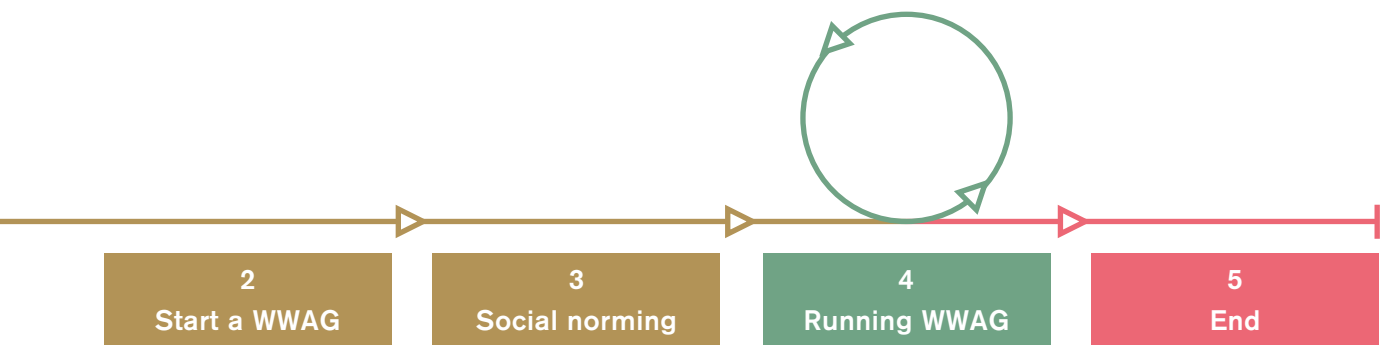 2
Start a WWAG
3
Social norming
4
Running WWAG
5
End